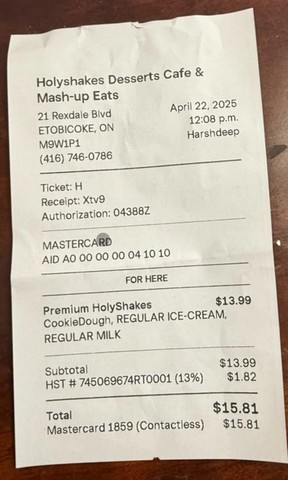 Holyshakes Desserts Cafe &
Mash-up Eats
21 Rexdale Blvd
ETOBICOKE, ON
M9W1P1
(416) 746-0786
April 22, 2025
12:08 p.m.
Harshdeep
Ticket: H
Receipt: Xtv9
Authorization: 04388Z
MASTERCARD
AID A0 00 00 00 04 10 10
FOR HERE
Premium HolyShakes $13.99
CookieDough, REGULAR ICE-CREAM,
REGULAR MILK
Subtotal $13.99
HST # 745069674RT0001 (13%) $1.82
Total $15.81
Mastercard 1859 (Contactless) $15.81